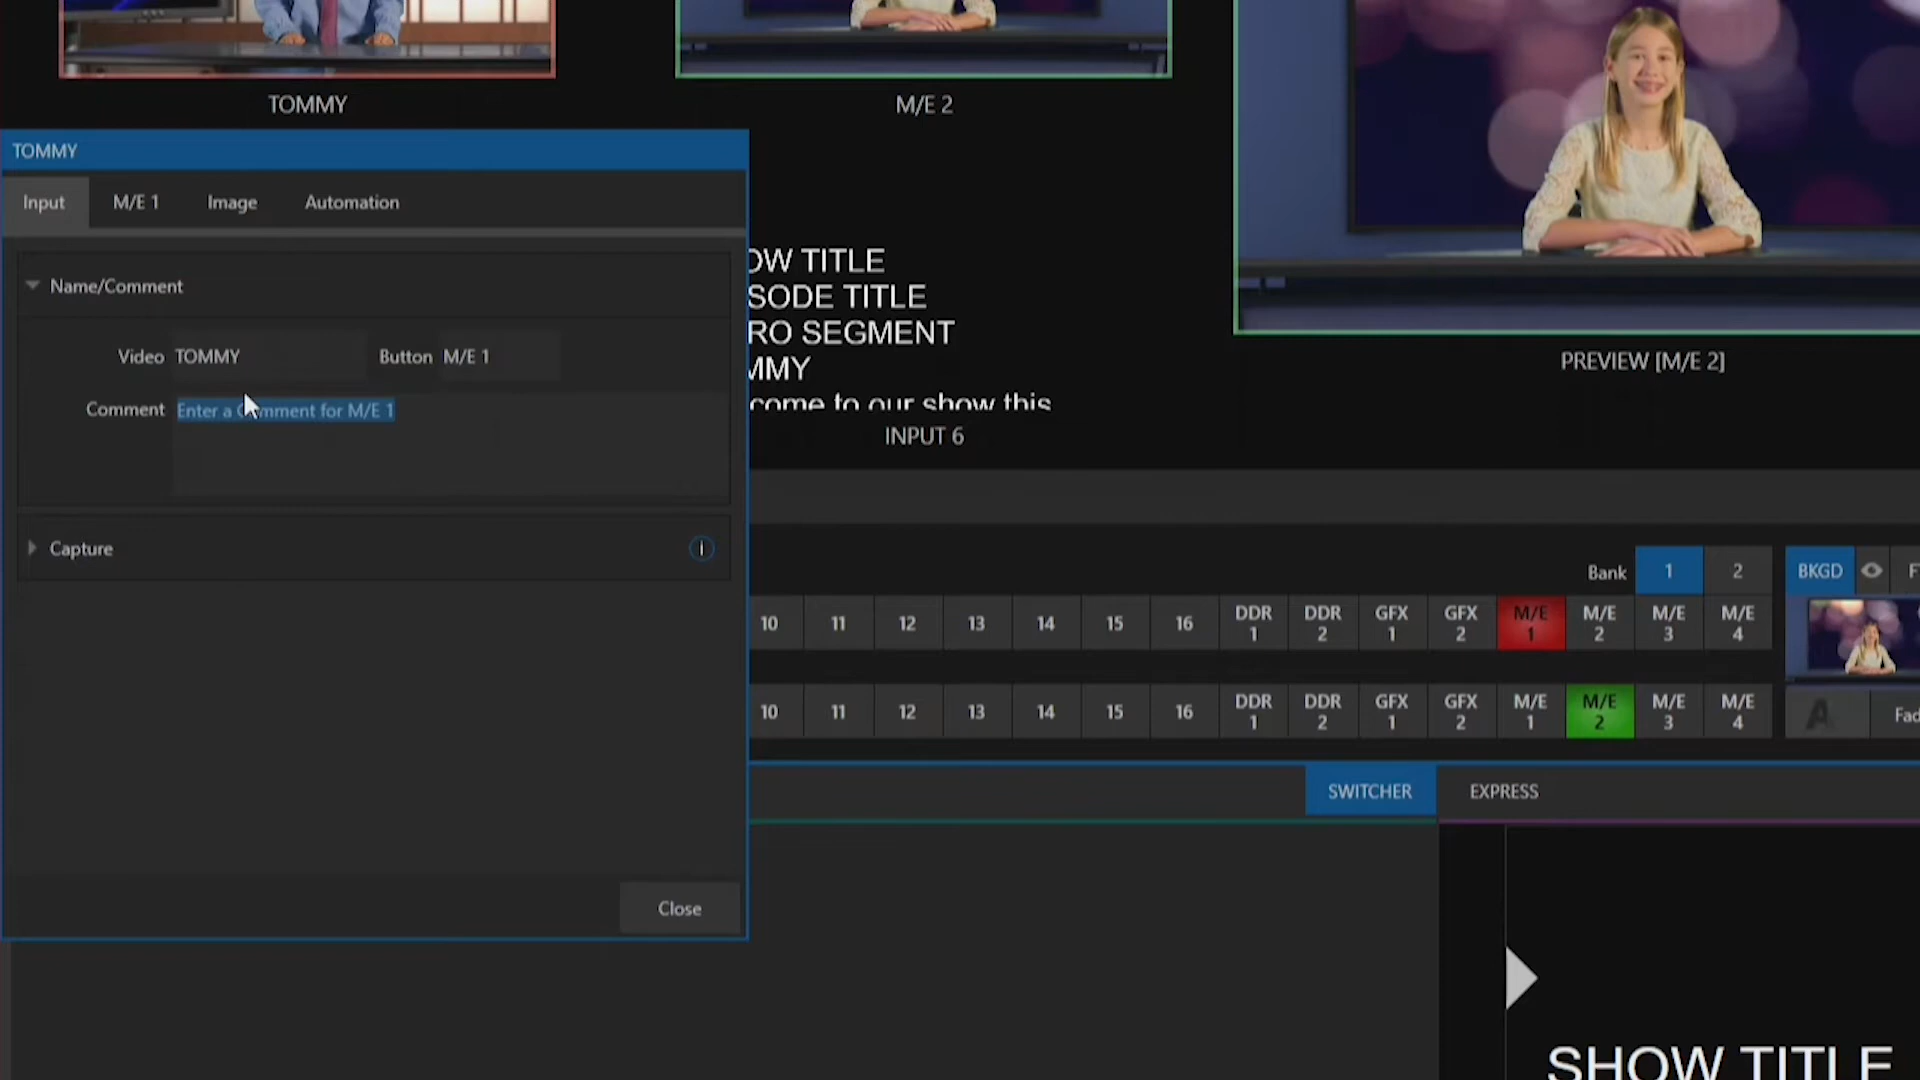 TOMMY
M/E 2
TOMMY
Input M/E 1 Image Automation
Name/Comment
Video TOMMY Button M/E 1
Comment Enter a Comment for M/E 1
Capture
Close
OW TITLE
SODE TITLE
RO SEGMENT
MMY
come to our show this
INPUT 6
PREVIEW [M/E 2]
Bank 1 2 BKGD F
10 11 12 13 14 15 16 DDR 1 DDR 2 GFX 1 GFX 2 M/E 1 M/E 2 M/E 3 M/E 4
10 11 12 13 14 15 16 DDR 1 DDR 2 GFX 1 GFX 2 M/E 1 M/E 2 M/E 3 M/E 4
A Fad
SWITCHER EXPRESS
SHOW TITLE